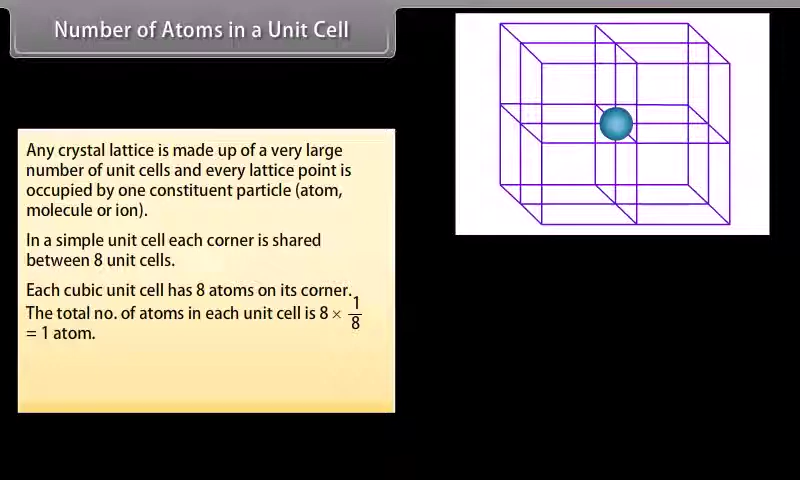 Number of Atoms in a Unit Cell
Any crystal lattice is made up of a very large
number of unit cells and every lattice point is
occupied by one constituent particle (atom,
molecule or ion).
In a simple unit cell each corner is shared
between 8 unit cells.
Each cubic unit cell has 8 atoms on its corner.
The total no. of atoms in each unit cell is 8 × 1/8
= 1 atom.